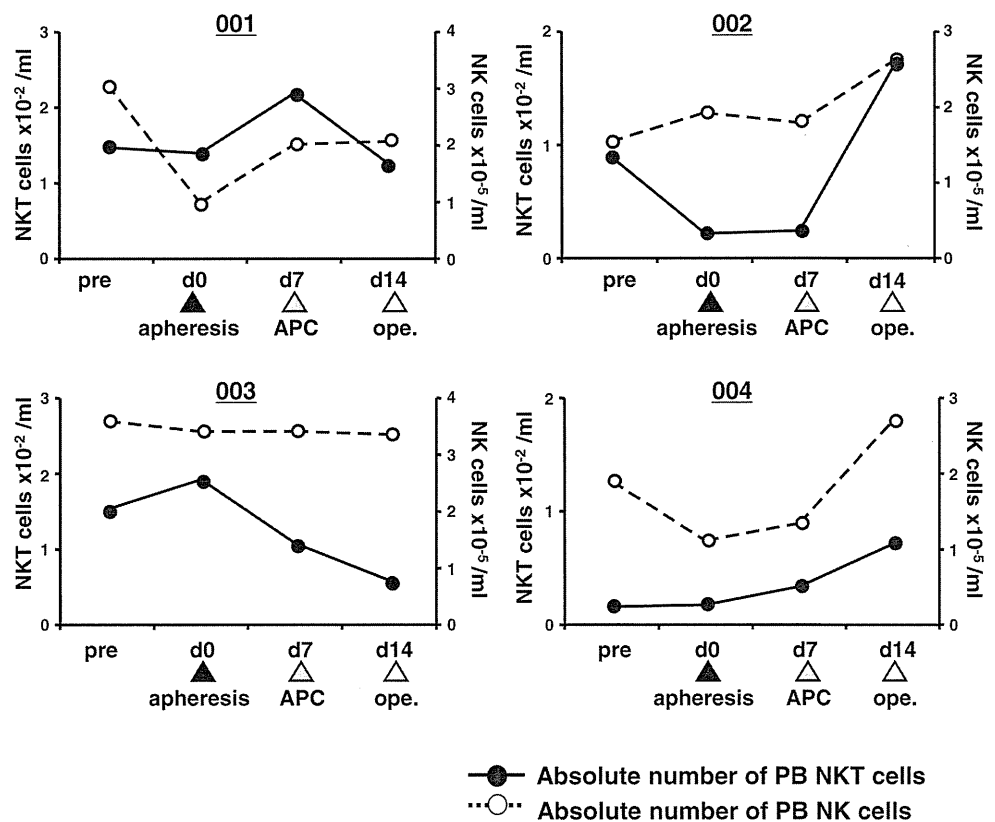 001
3
2
1
0
NKT cells x10⁻² /ml
4
3
2
1
0
NK cells x10⁻⁵ /ml
pre d0 d7 d14
apheresis APC ope.
002
2
1
0
NKT cells x10⁻² /ml
3
2
1
0
NK cells x10⁻⁵ /ml
pre d0 d7 d14
apheresis APC ope.
003
3
2
1
0
NKT cells x10⁻² /ml
4
3
2
1
0
NK cells x10⁻⁵ /ml
pre d0 d7 d14
apheresis APC ope.
004
2
1
0
NKT cells x10⁻² /ml
3
2
1
0
NK cells x10⁻⁵ /ml
pre d0 d7 d14
apheresis APC ope.
Absolute number of PB NKT cells
Absolute number of PB NK cells